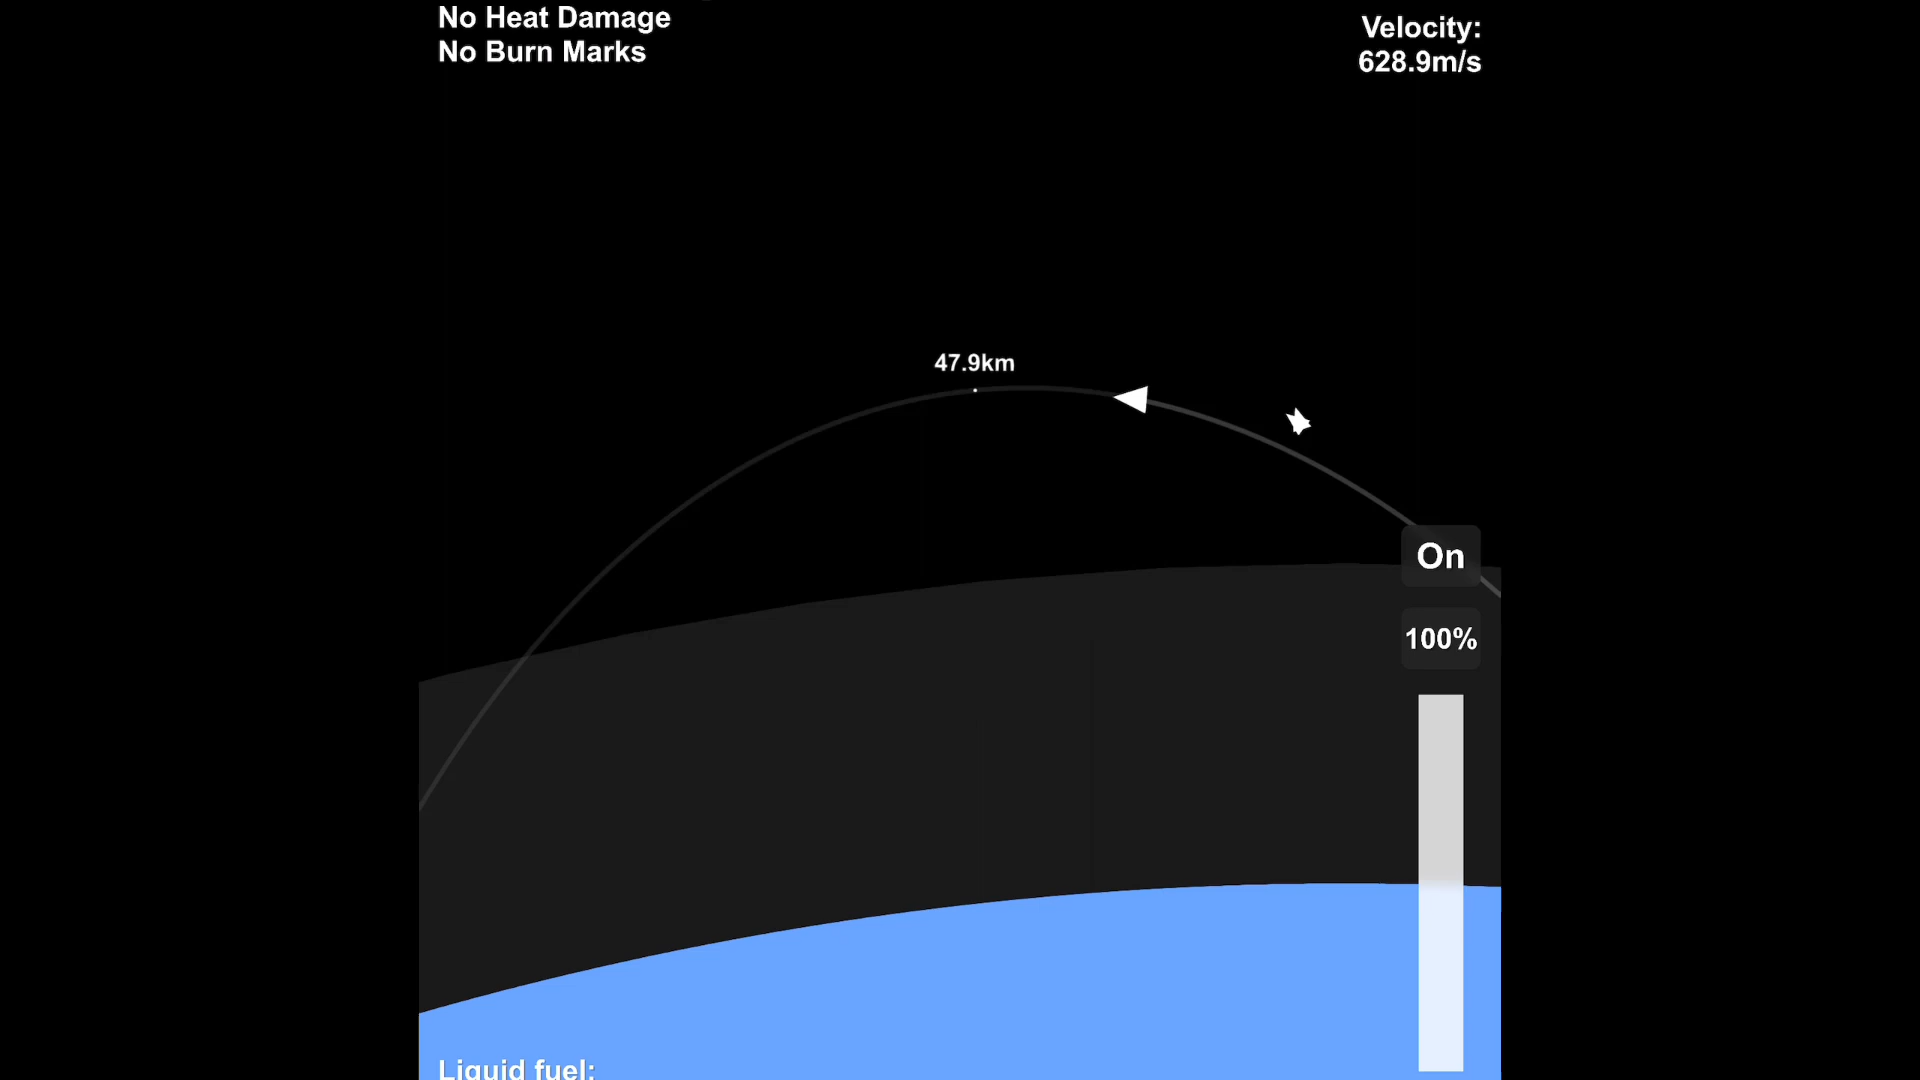 No Heat Damage
No Burn Marks
Velocity:
628.9m/s
47.9km
On
100%
Liquid fuel: